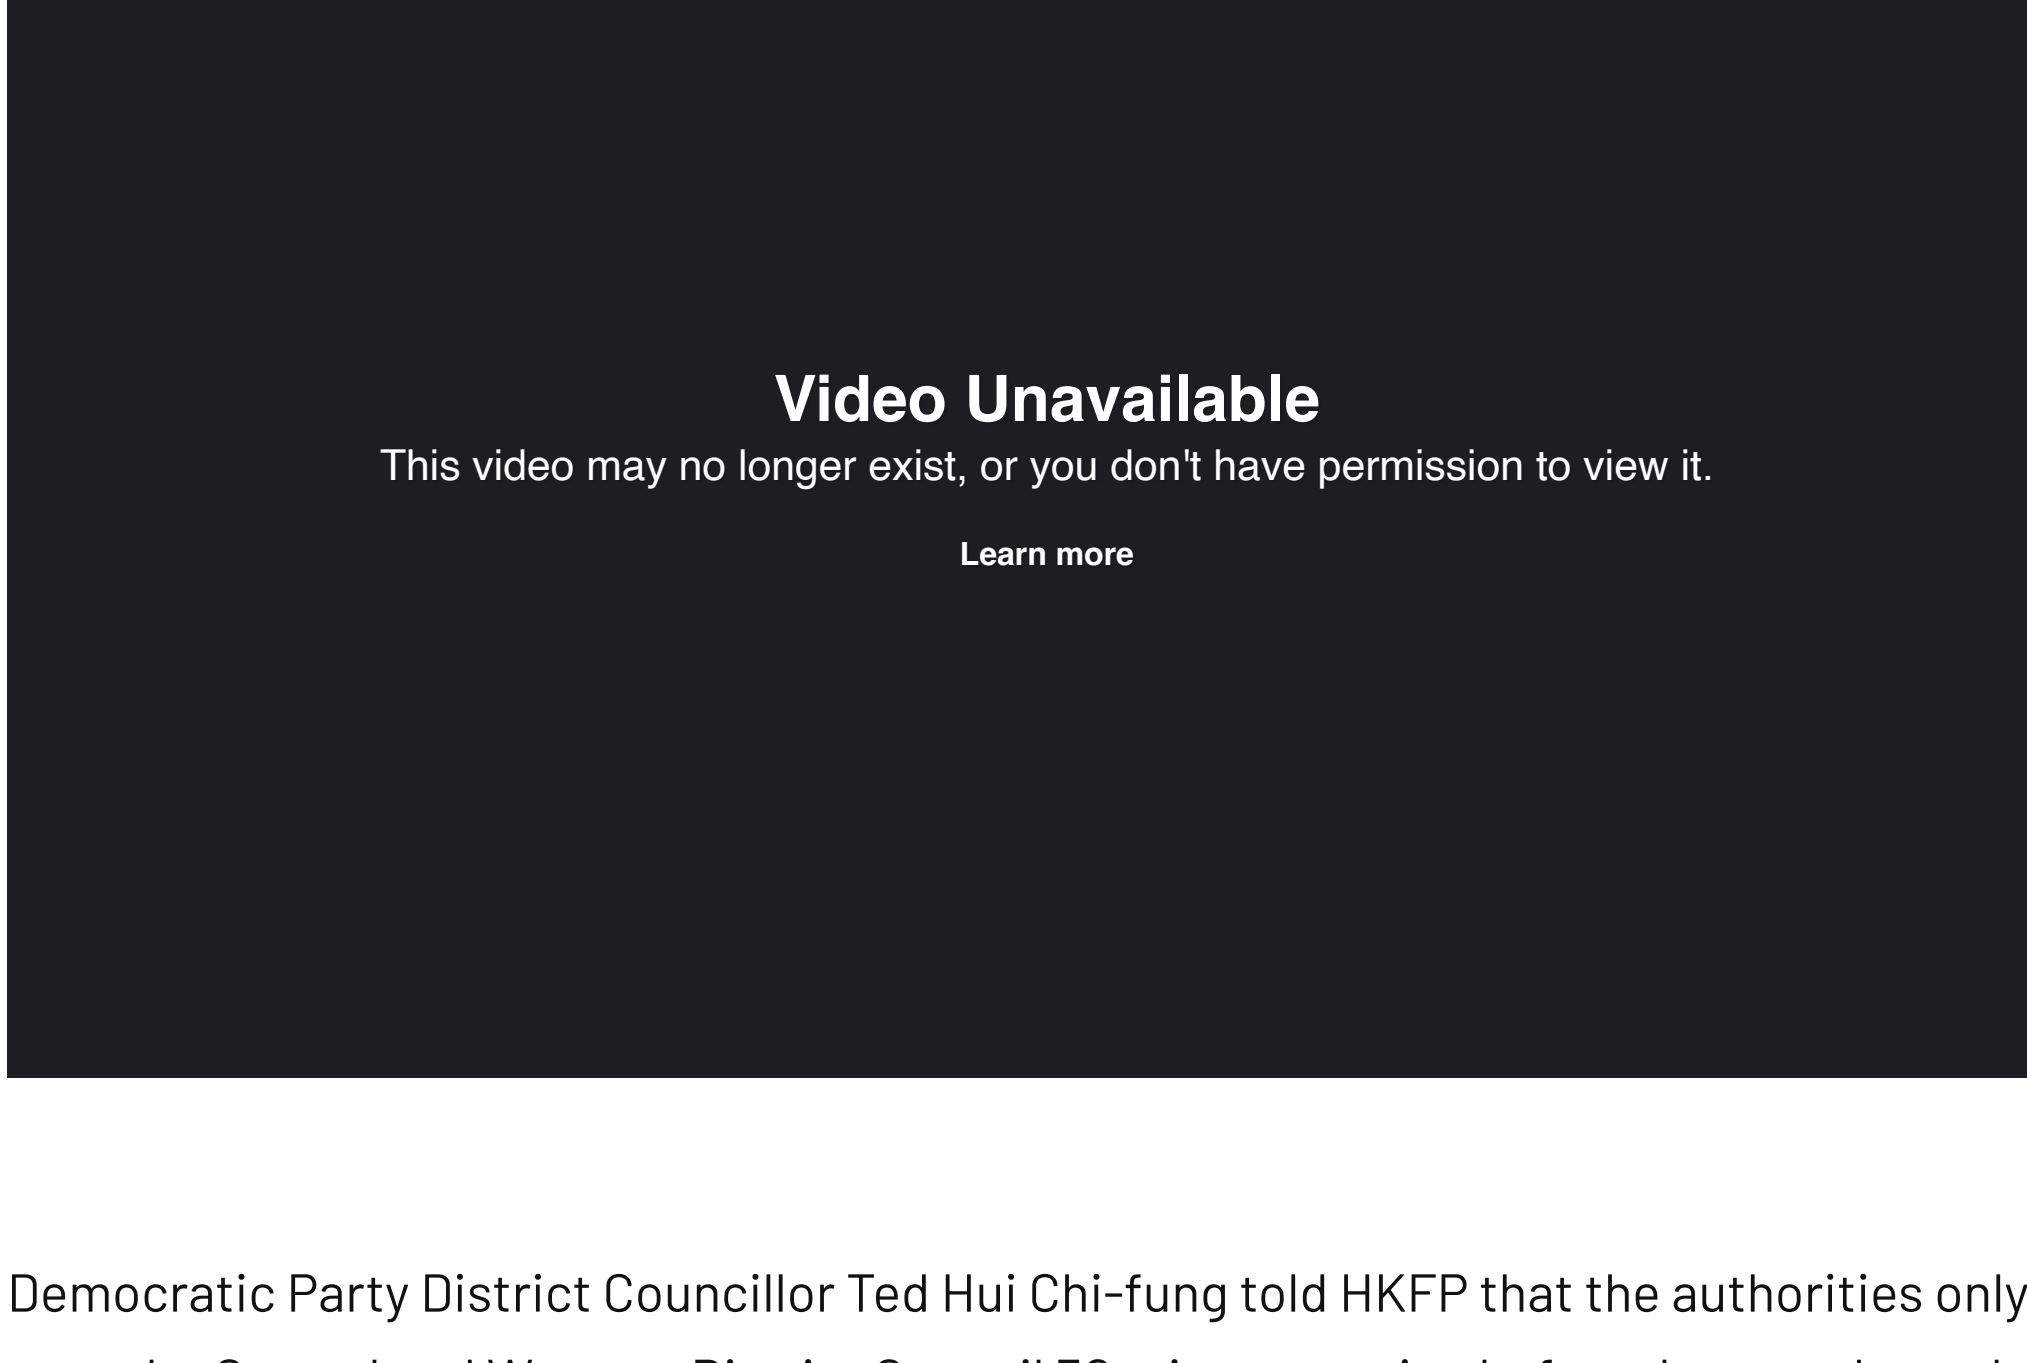 Video Unavailable
This video may no longer exist, or you don't have permission to view it.
Learn more
Democratic Party District Councillor Ted Hui Chi-fung told HKFP that the authorities only